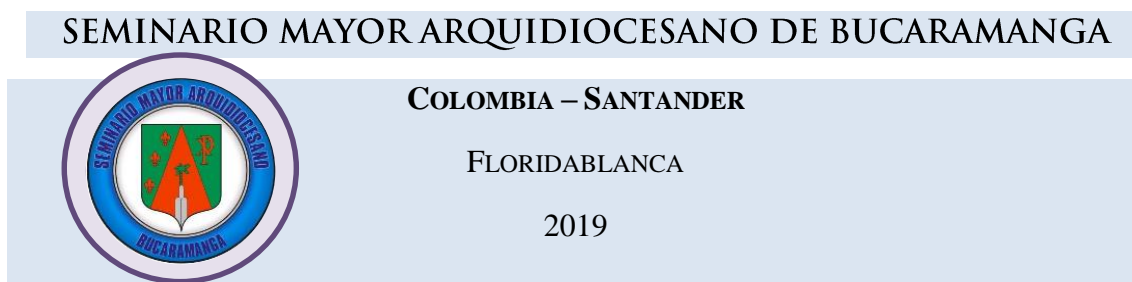 SEMINARIO MAYOR ARQUIDIOCESANO DE BUCARAMANGA
COLOMBIA – SANTANDER
FLORIDABLANCA
2019
SEMINARIO MAYOR ARQUIDIOCESANO
BUCARAMANGA
P